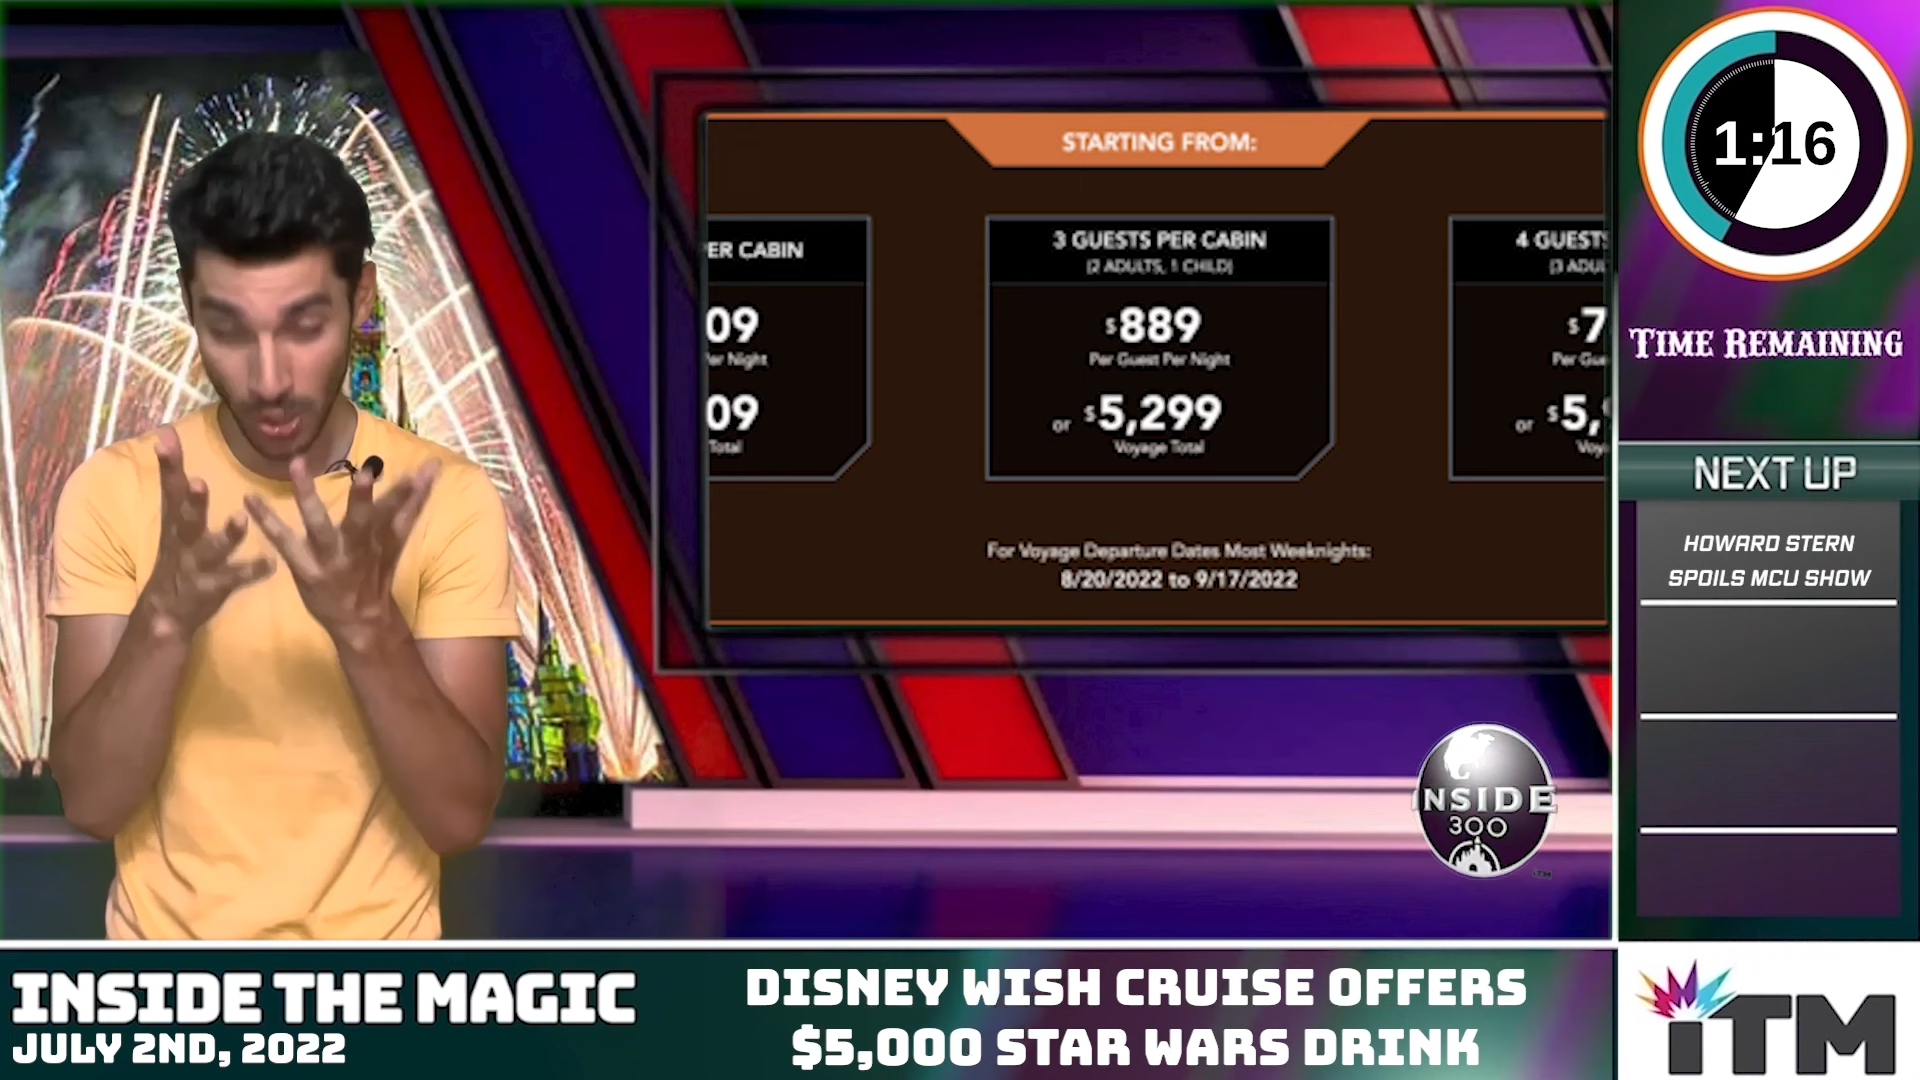 STARTING FROM:
ER CABIN
09
er Night
09
Total
3 GUESTS PER CABIN
(2 ADULTS, 1 CHILD)
$889
Per Guest Per Night
or $5,299
Voyage Total
4 GUESTS
(3 ADUL
$7
Per Gue
or $5,
Voy
For Voyage Departure Dates Most Weeknights:
8/20/2022 to 9/17/2022
1:16
TIME REMAINING
NEXT UP
HOWARD STERN
SPOILS MCU SHOW
INSIDE
300
ITM
INSIDE THE MAGIC
JULY 2ND, 2022
DISNEY WISH CRUISE OFFERS
$5,000 STAR WARS DRINK
iTM